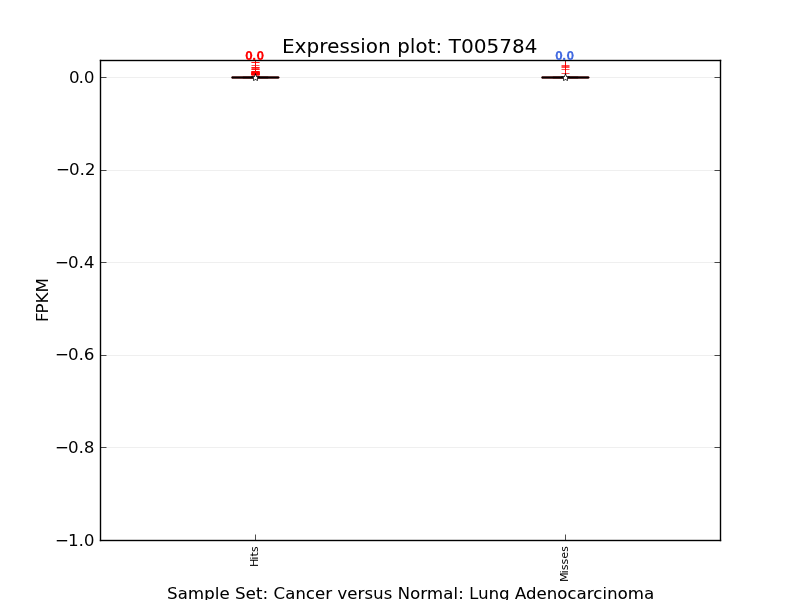 Expression plot: T005784
0.0 0.0
0.0
−0.2
−0.4
−0.6
−0.8
−1.0
FPKM
Hits Misses
Sample Set: Cancer versus Normal: Lung Adenocarcinoma